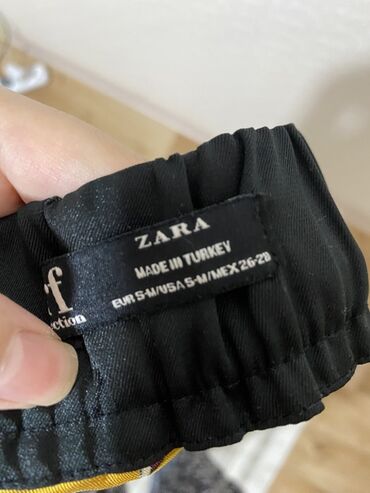 ZARA
MADE IN TURKEY
EUR S-M/USA S-M/MEX 26-28